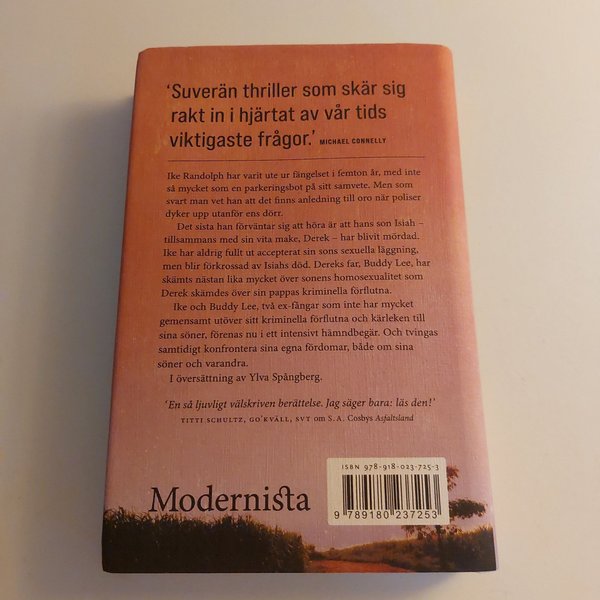 'Suverän thriller som skär sig
rakt in i hjärtat av vår tids
viktigaste frågor.' MICHAEL CONNELLY
Ike Randolph har varit ute ur fängelset i femton år, med inte
så mycket som en parkeringsbot på sitt samvete. Men som
svart man vet han att det finns anledning till oro när poliser
dyker upp utanför ens dörr.
Det sista han förväntar sig att höra är att hans son Isiah –
tillsammans med sin vita make, Derek – har blivit mördad.
Ike har aldrig fullt ut accepterat sin sons sexuella läggning,
men blir förkrossad av Isiahs död. Dereks far, Buddy Lee, har
skämts nästan lika mycket över sonens homosexualitet som
Derek skämdes över sin pappas kriminella förflutna.
Ike och Buddy Lee, två ex-fångar som inte har mycket
gemensamt utöver sitt kriminella förflutna och kärleken till
sina söner, förenas nu i ett intensivt hämndbegär. Och tvingas
samtidigt konfrontera sina egna fördomar, både om sina
söner och varandra.
I översättning av Ylva Spångberg.
'En så ljuvligt välskriven berättelse. Jag säger bara: läs den!'
TITTI SCHULTZ, GO'KVÄLL, SVT om S. A. Cosbys Asfaltsland
ISBN 978-918-023-725-3
Modernista
9 789180 237253